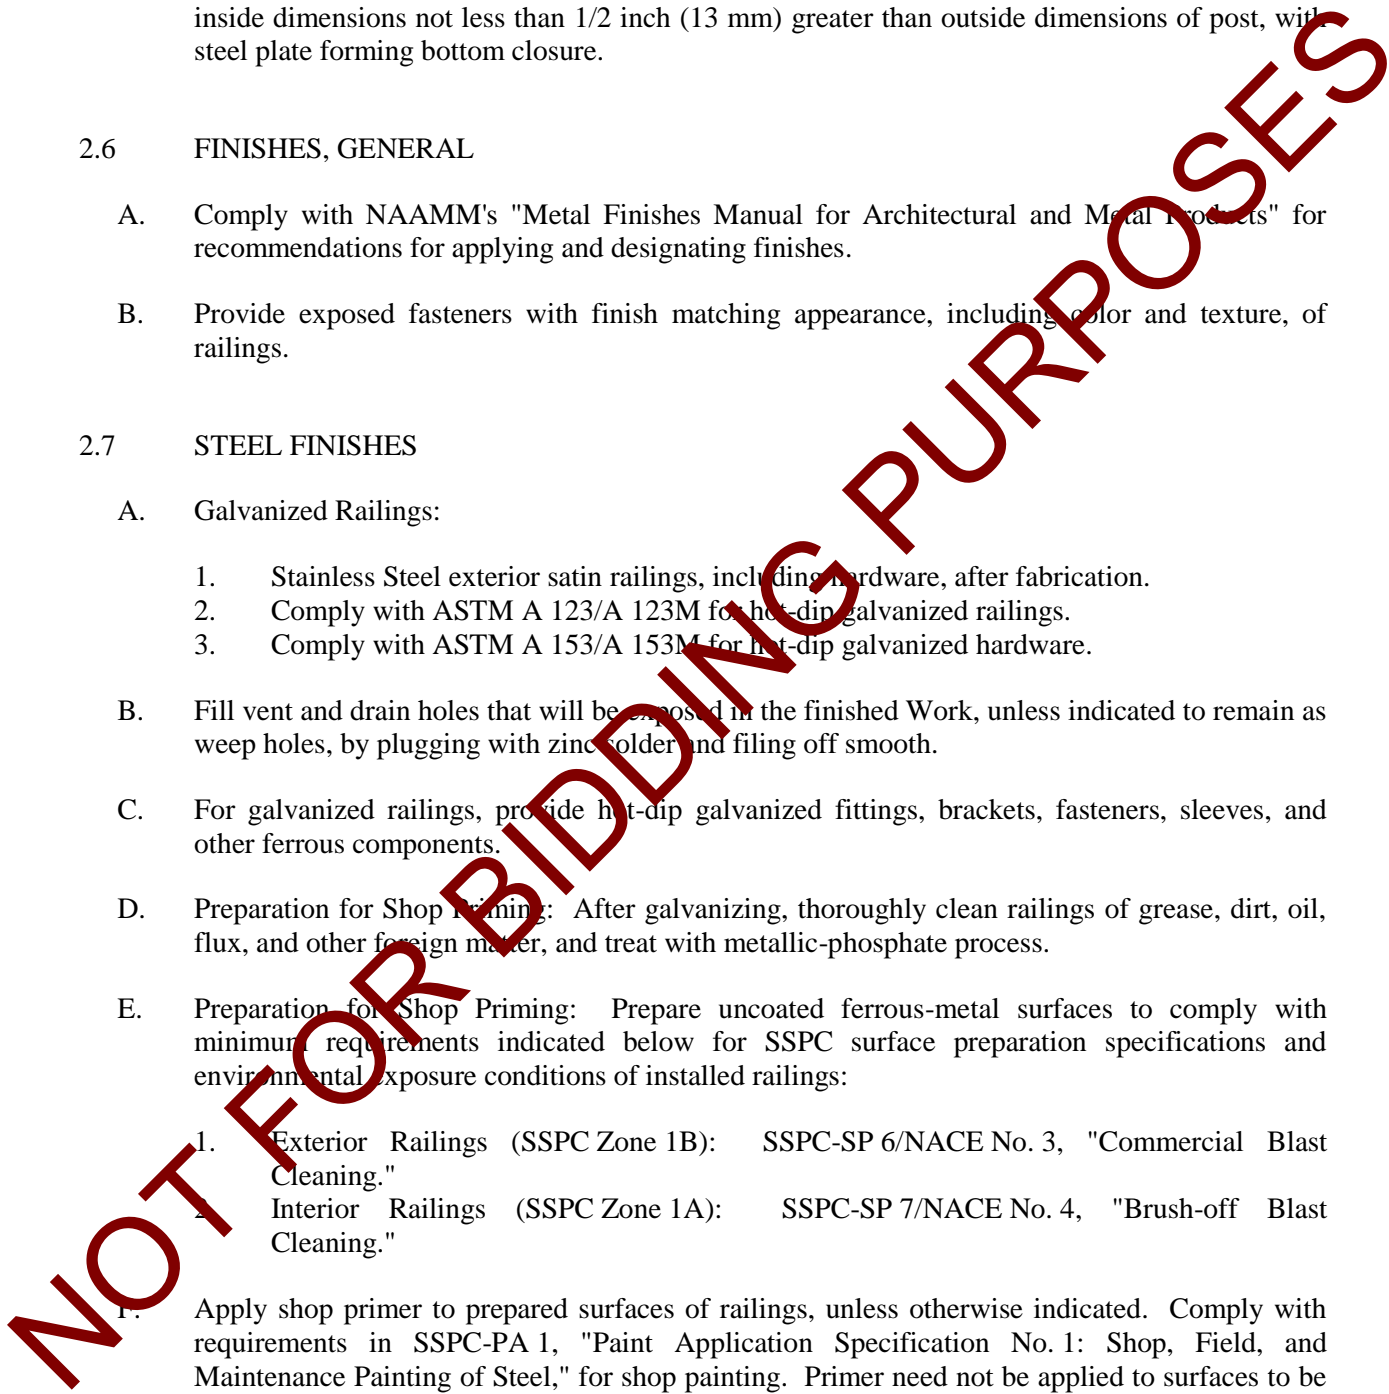 inside dimensions not less than 1/2 inch (13 mm) greater than outside dimensions of post, with
steel plate forming bottom closure.
2.6 FINISHES, GENERAL
A. Comply with NAAMM's "Metal Finishes Manual for Architectural and Metal Products" for
recommendations for applying and designating finishes.
B. Provide exposed fasteners with finish matching appearance, including color and texture, of
railings.
2.7 STEEL FINISHES
A. Galvanized Railings:
1. Stainless Steel exterior satin railings, including hardware, after fabrication.
2. Comply with ASTM A 123/A 123M for hot-dip galvanized railings.
3. Comply with ASTM A 153/A 153M for hot-dip galvanized hardware.
B. Fill vent and drain holes that will be exposed in the finished Work, unless indicated to remain as
weep holes, by plugging with zinc solder and filing off smooth.
C. For galvanized railings, provide hot-dip galvanized fittings, brackets, fasteners, sleeves, and
other ferrous components.
D. Preparation for Shop Priming: After galvanizing, thoroughly clean railings of grease, dirt, oil,
flux, and other foreign matter, and treat with metallic-phosphate process.
E. Preparation for Shop Priming: Prepare uncoated ferrous-metal surfaces to comply with
minimum requirements indicated below for SSPC surface preparation specifications and
environmental exposure conditions of installed railings:
1. Exterior Railings (SSPC Zone 1B): SSPC-SP 6/NACE No. 3, "Commercial Blast
Cleaning."
2. Interior Railings (SSPC Zone 1A): SSPC-SP 7/NACE No. 4, "Brush-off Blast
Cleaning."
F. Apply shop primer to prepared surfaces of railings, unless otherwise indicated. Comply with
requirements in SSPC-PA 1, "Paint Application Specification No. 1: Shop, Field, and
Maintenance Painting of Steel," for shop painting. Primer need not be applied to surfaces to be
NOT FOR BIDDING PURPOSES